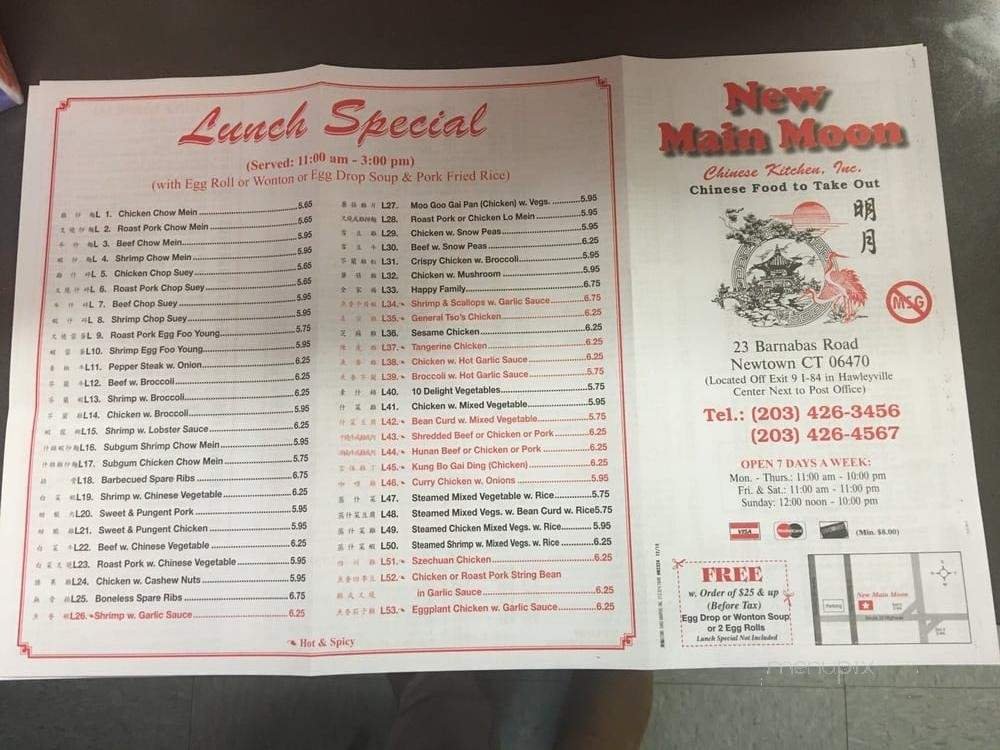 Lunch Special
(Served: 11:00 am - 3:00 pm)
(with Egg Roll or Wonton or Egg Drop Soup & Pork Fried Rice)
L 1. Chicken Chow Mein 5.65
L 2. Roast Pork Chow Mein 5.65
L 3. Beef Chow Mein 5.95
L 4. Shrimp Chow Mein 5.95
L 5. Chicken Chop Suey 5.65
L 6. Roast Pork Chop Suey 5.65
L 7. Beef Chop Suey 5.95
L 8. Shrimp Chop Suey 5.95
L 9. Roast Pork Egg Foo Young 5.75
L10. Shrimp Egg Foo Young 5.95
L11. Pepper Steak w. Onion 6.25
L12. Beef w. Broccoli 6.25
L13. Shrimp w. Broccoli 6.25
L14. Chicken w. Broccoli 5.95
L15. Shrimp w. Lobster Sauce 6.25
L16. Subgum Shrimp Chow Mein 5.95
L17. Subgum Chicken Chow Mein 5.75
L18. Barbecued Spare Ribs 6.75
L19. Shrimp w. Chinese Vegetable 6.25
L20. Sweet & Pungent Pork 5.95
L21. Sweet & Pungent Chicken 5.95
L22. Beef w. Chinese Vegetable 6.25
L23. Roast Pork w. Chinese Vegetable 5.95
L24. Chicken w. Cashew Nuts 5.95
L25. Boneless Spare Ribs 6.75
L26. Shrimp w. Garlic Sauce 6.25
L27. Moo Goo Gai Pan (Chicken) w. Vegs. 5.95
L28. Roast Pork or Chicken Lo Mein 5.95
L29. Chicken w. Snow Peas 5.95
L30. Beef w. Snow Peas 6.25
L31. Crispy Chicken w. Broccoli 5.95
L32. Chicken w. Mushroom 5.95
L33. Happy Family 6.75
L34. Shrimp & Scallops w. Garlic Sauce 6.75
L35. General Tso's Chicken 6.25
L36. Sesame Chicken 6.25
L37. Tangerine Chicken 6.25
L38. Chicken w. Hot Garlic Sauce 6.25
L39. Broccoli w. Hot Garlic Sauce 5.75
L40. 10 Delight Vegetables 5.75
L41. Chicken w. Mixed Vegetable 5.95
L42. Bean Curd w. Mixed Vegetable 5.75
L43. Shredded Beef or Chicken or Pork 6.25
L44. Hunan Beef or Chicken or Pork 6.25
L45. Kung Bo Gai Ding (Chicken) 6.25
L46. Curry Chicken w. Onions 5.95
L47. Steamed Mixed Vegetable w. Rice 5.75
L48. Steamed Mixed Vegs. w. Bean Curd w. Rice 5.75
L49. Steamed Chicken Mixed Vegs. w. Rice 5.95
L50. Steamed Shrimp w. Mixed Vegs. w. Rice 6.25
L51. Szechuan Chicken 6.25
L52. Chicken or Roast Pork String Bean
in Garlic Sauce 6.25
L53. Eggplant Chicken w. Garlic Sauce 6.25
Hot & Spicy
New
Main Moon
Chinese Kitchen, Inc.
Chinese Food to Take Out
明
月
MSG
23 Barnabas Road
Newtown CT 06470
(Located Off Exit 9 I-84 in Hawleyville
Center Next to Post Office)
Tel.: (203) 426-3456
(203) 426-4567
OPEN 7 DAYS A WEEK:
Mon. - Thurs.: 11:00 am - 10:00 pm
Fri. & Sat.: 11:00 am - 11:00 pm
Sunday: 12:00 noon - 10:00 pm
VISA
MasterCard
(Min. $8.00)
FREE
w. Order of $25 & up
(Before Tax)
Egg Drop or Wonton Soup
or 2 Egg Rolls
Lunch Special Not Included
New Main Moon
Parking
menupix